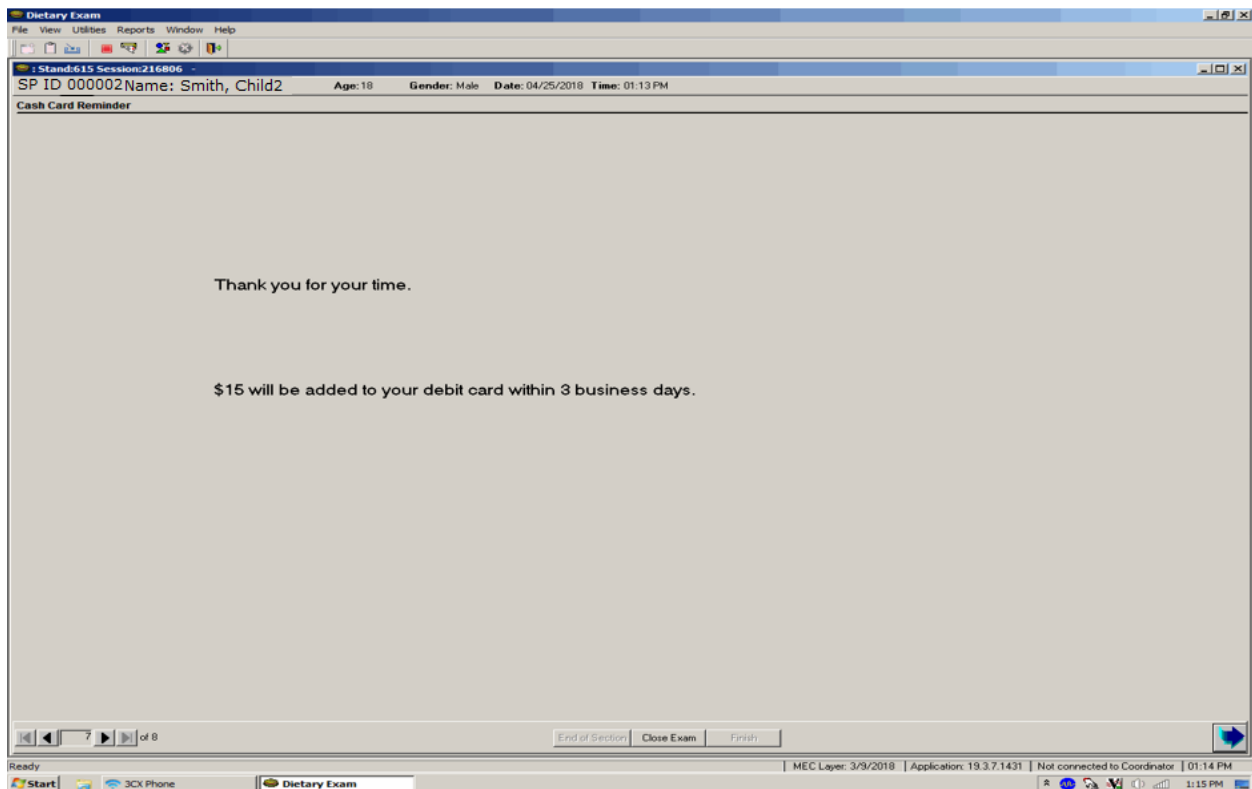 Dietary Exam
File View Utilities Reports Window Help
: Stand:615 Session:216806 -
SP ID 000002 Name: Smith, Child2 Age: 18 Gender: Male Date: 04/25/2018 Time: 01:13 PM
Cash Card Reminder
Thank you for your time.
$15 will be added to your debit card within 3 business days.
7 of 8 End of Section Close Exam Finish
Ready MEC Layer: 3/9/2018 Application: 19.3.7.1431 Not connected to Coordinator 01:14 PM
Start 3CX Phone Dietary Exam 1:15 PM